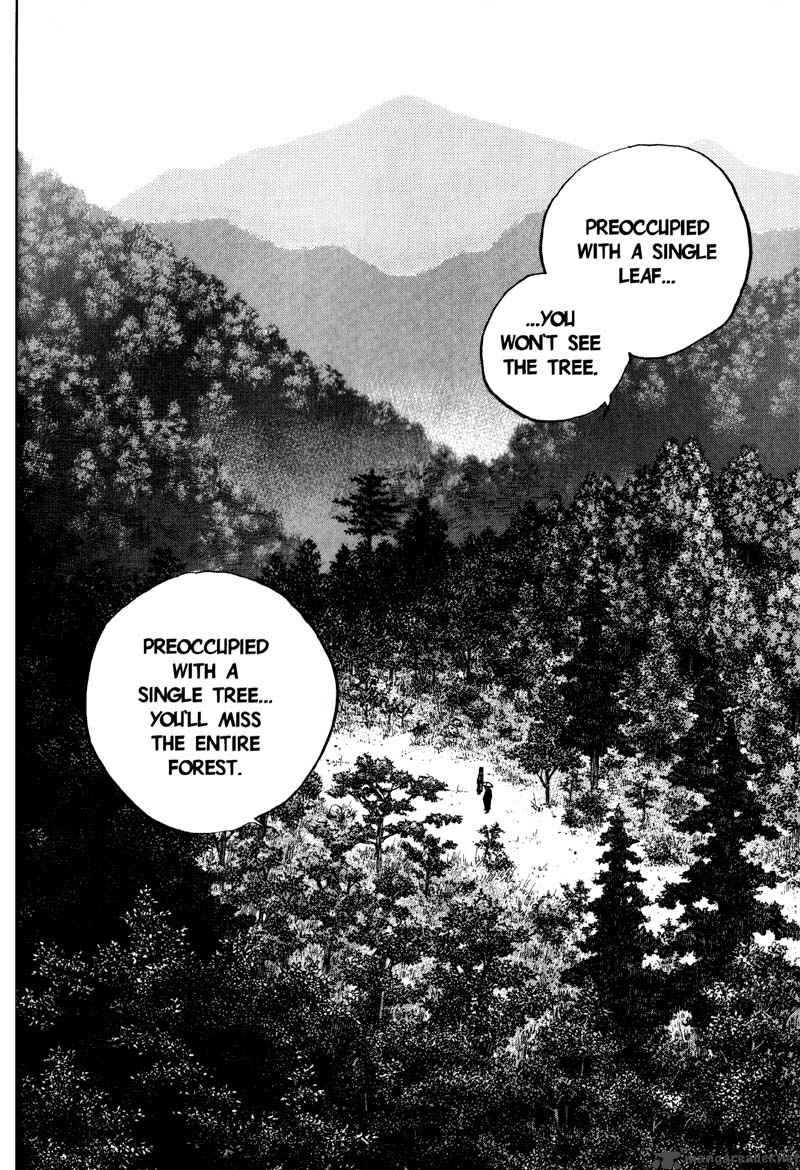 PREOCCUPIED
WITH A SINGLE
LEAF...
...YOU
WON'T SEE
THE TREE.
PREOCCUPIED
WITH A
SINGLE TREE...
YOU'LL MISS
THE ENTIRE
FOREST.